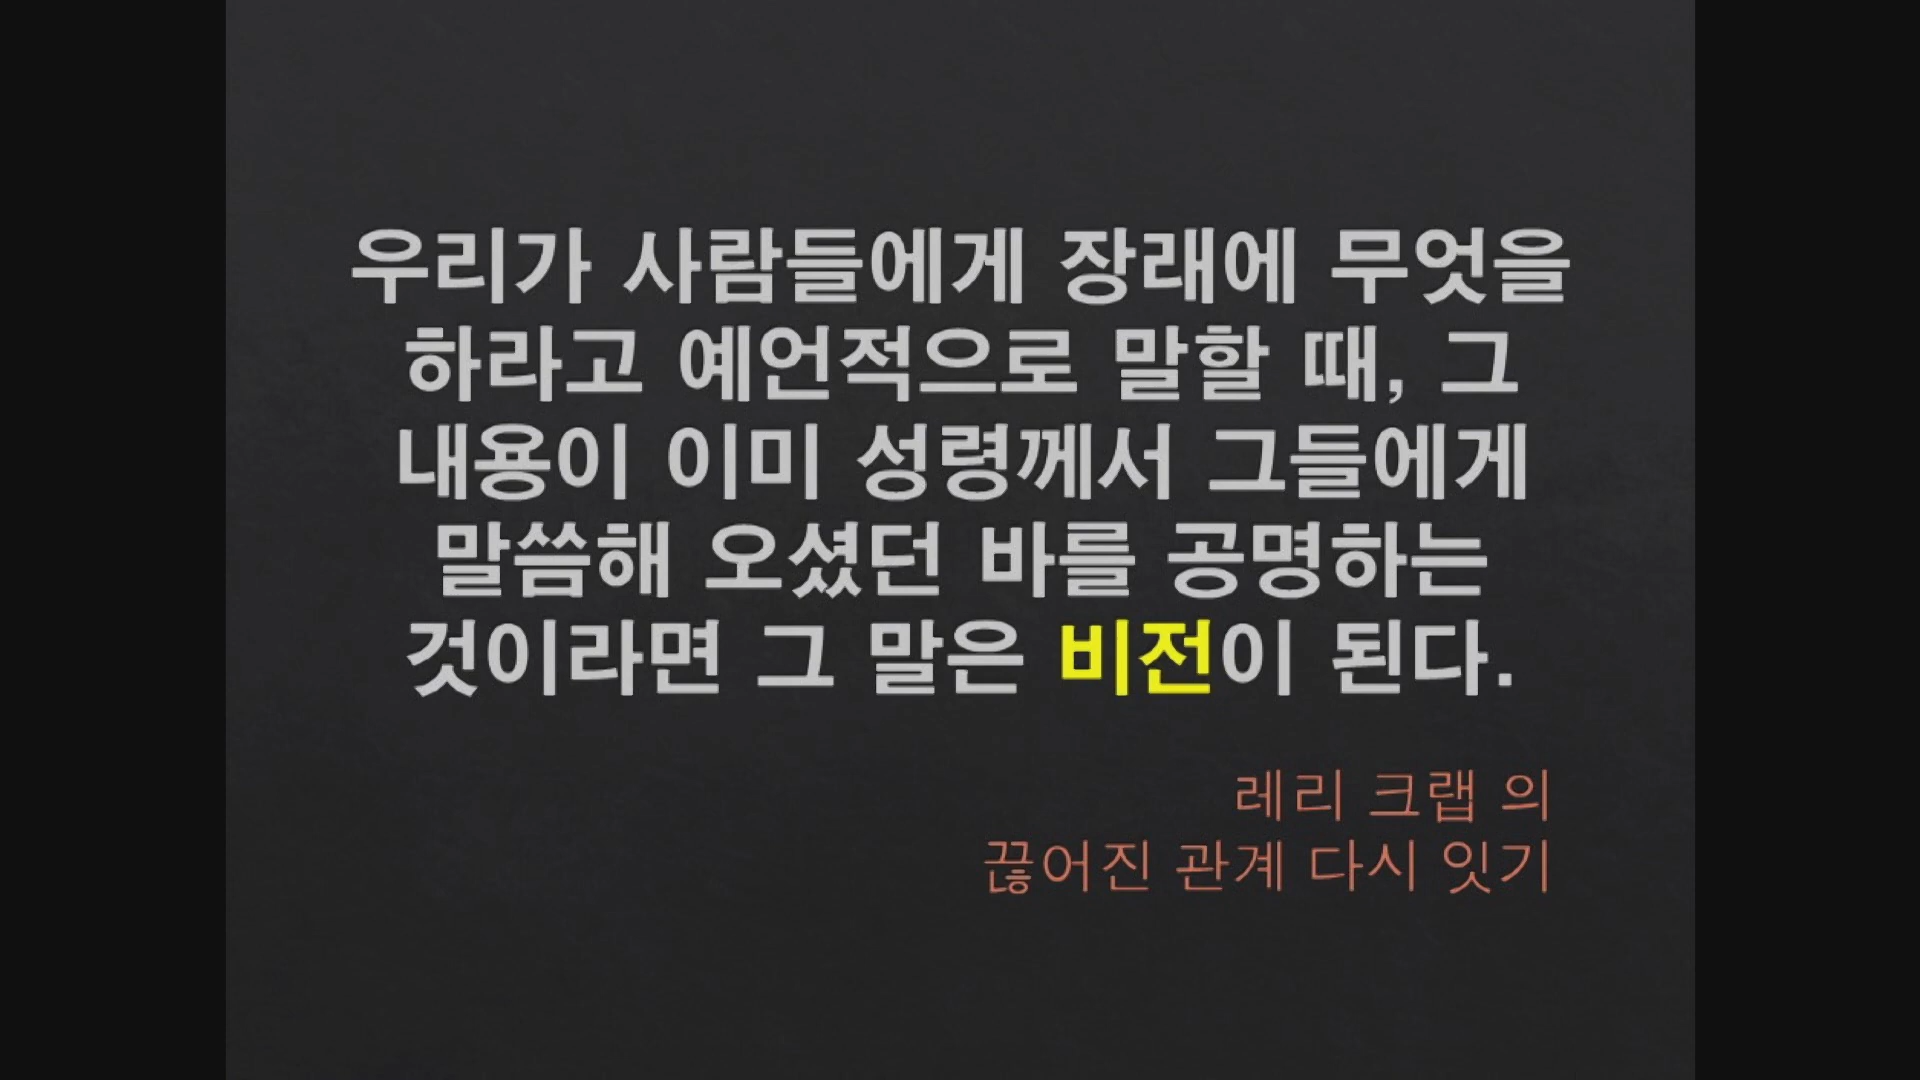 우리가 사람들에게 장래에 무엇을
하라고 예언적으로 말할 때, 그
내용이 이미 성령께서 그들에게
말씀해 오셨던 바를 공명하는
것이라면 그 말은 비전이 된다.
레리 크랩 의
끊어진 관계 다시 잇기